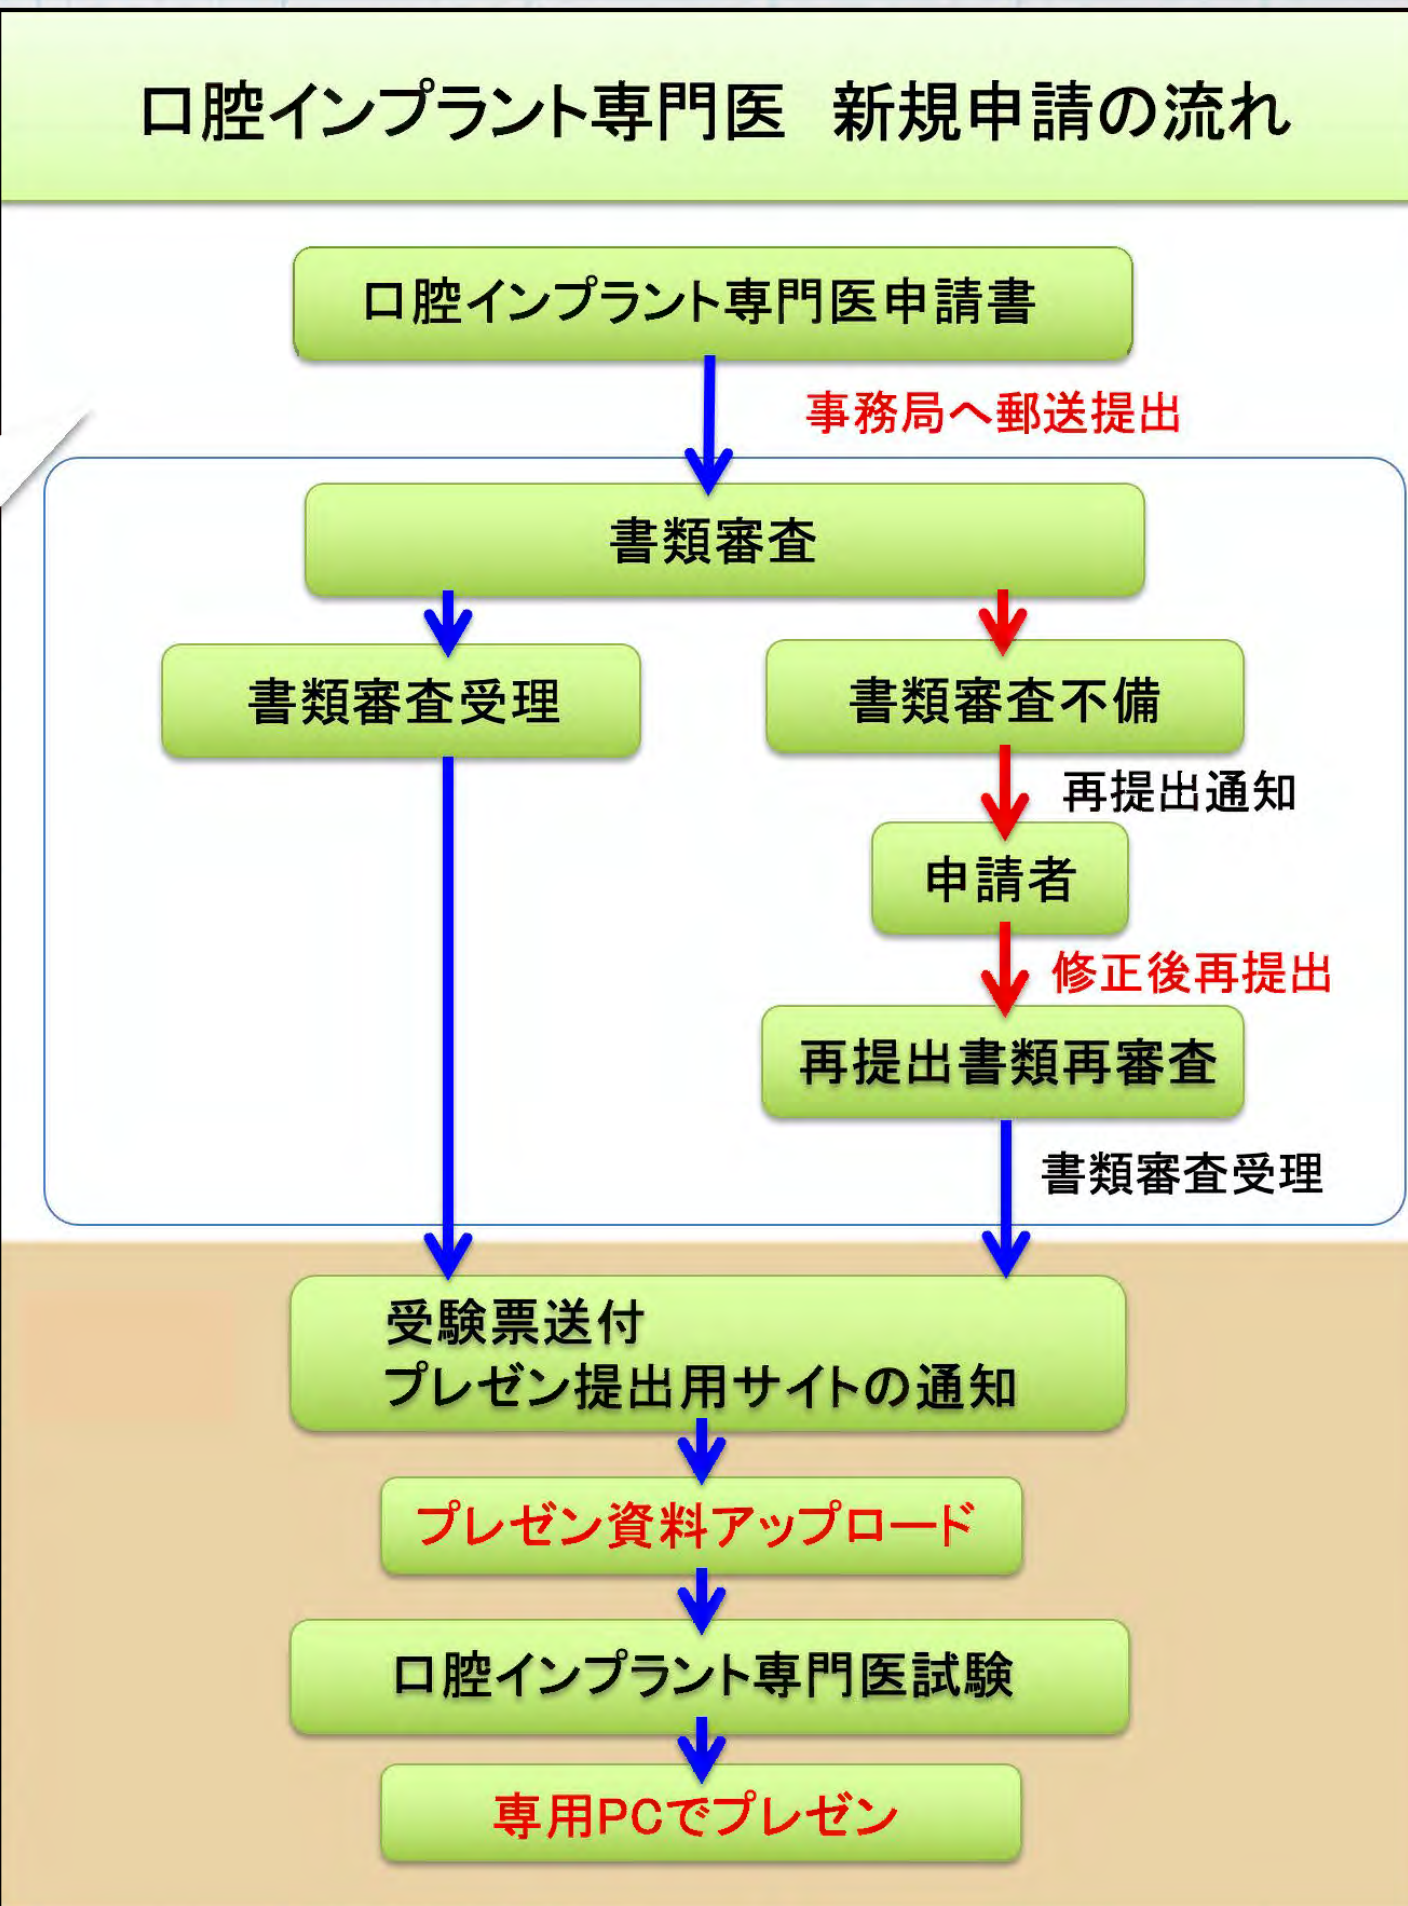 口腔インプラント専門医　新規申請の流れ
口腔インプラント専門医申請書
事務局へ郵送提出
書類審査
書類審査受理
書類審査不備
再提出通知
申請者
修正後再提出
再提出書類再審査
書類審査受理
受験票送付
プレゼン提出用サイトの通知
プレゼン資料アップロード
口腔インプラント専門医試験
専用PCでプレゼン